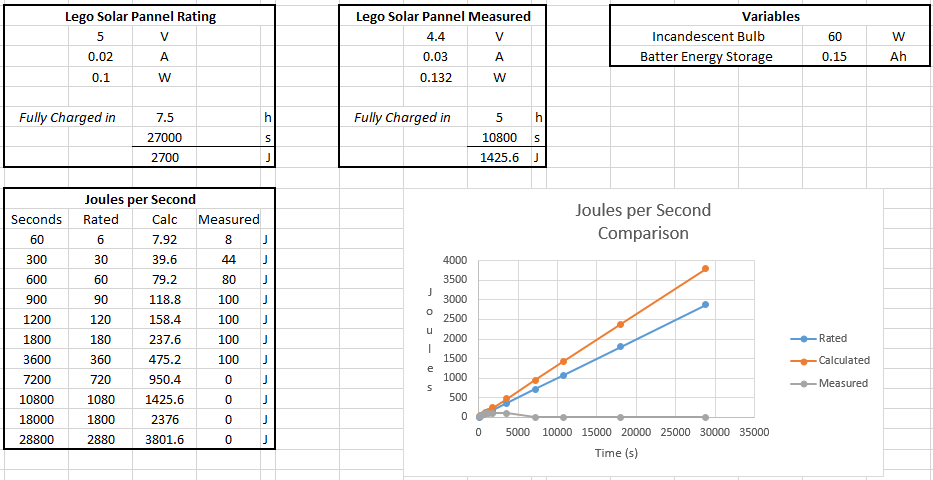 Lego Solar Pannel Rating
5 V
0.02 A
0.1 W
Fully Charged in 7.5 h
27000 s
2700 J
Lego Solar Pannel Measured
4.4 V
0.03 A
0.132 W
Fully Charged in 5 h
10800 s
1425.6 J
Variables
Incandescent Bulb 60 W
Batter Energy Storage 0.15 Ah
Joules per Second
Seconds Rated Calc Measured
60 6 7.92 8 J
300 30 39.6 44 J
600 60 79.2 80 J
900 90 118.8 100 J
1200 120 158.4 100 J
1800 180 237.6 100 J
3600 360 475.2 100 J
7200 720 950.4 0 J
10800 1080 1425.6 0 J
18000 1800 2376 0 J
28800 2880 3801.6 0 J
Joules per Second
Comparison
Joules
4000
3500
3000
2500
2000
1500
1000
500
0
0 5000 10000 15000 20000 25000 30000 35000
Time (s)
Rated
Calculated
Measured